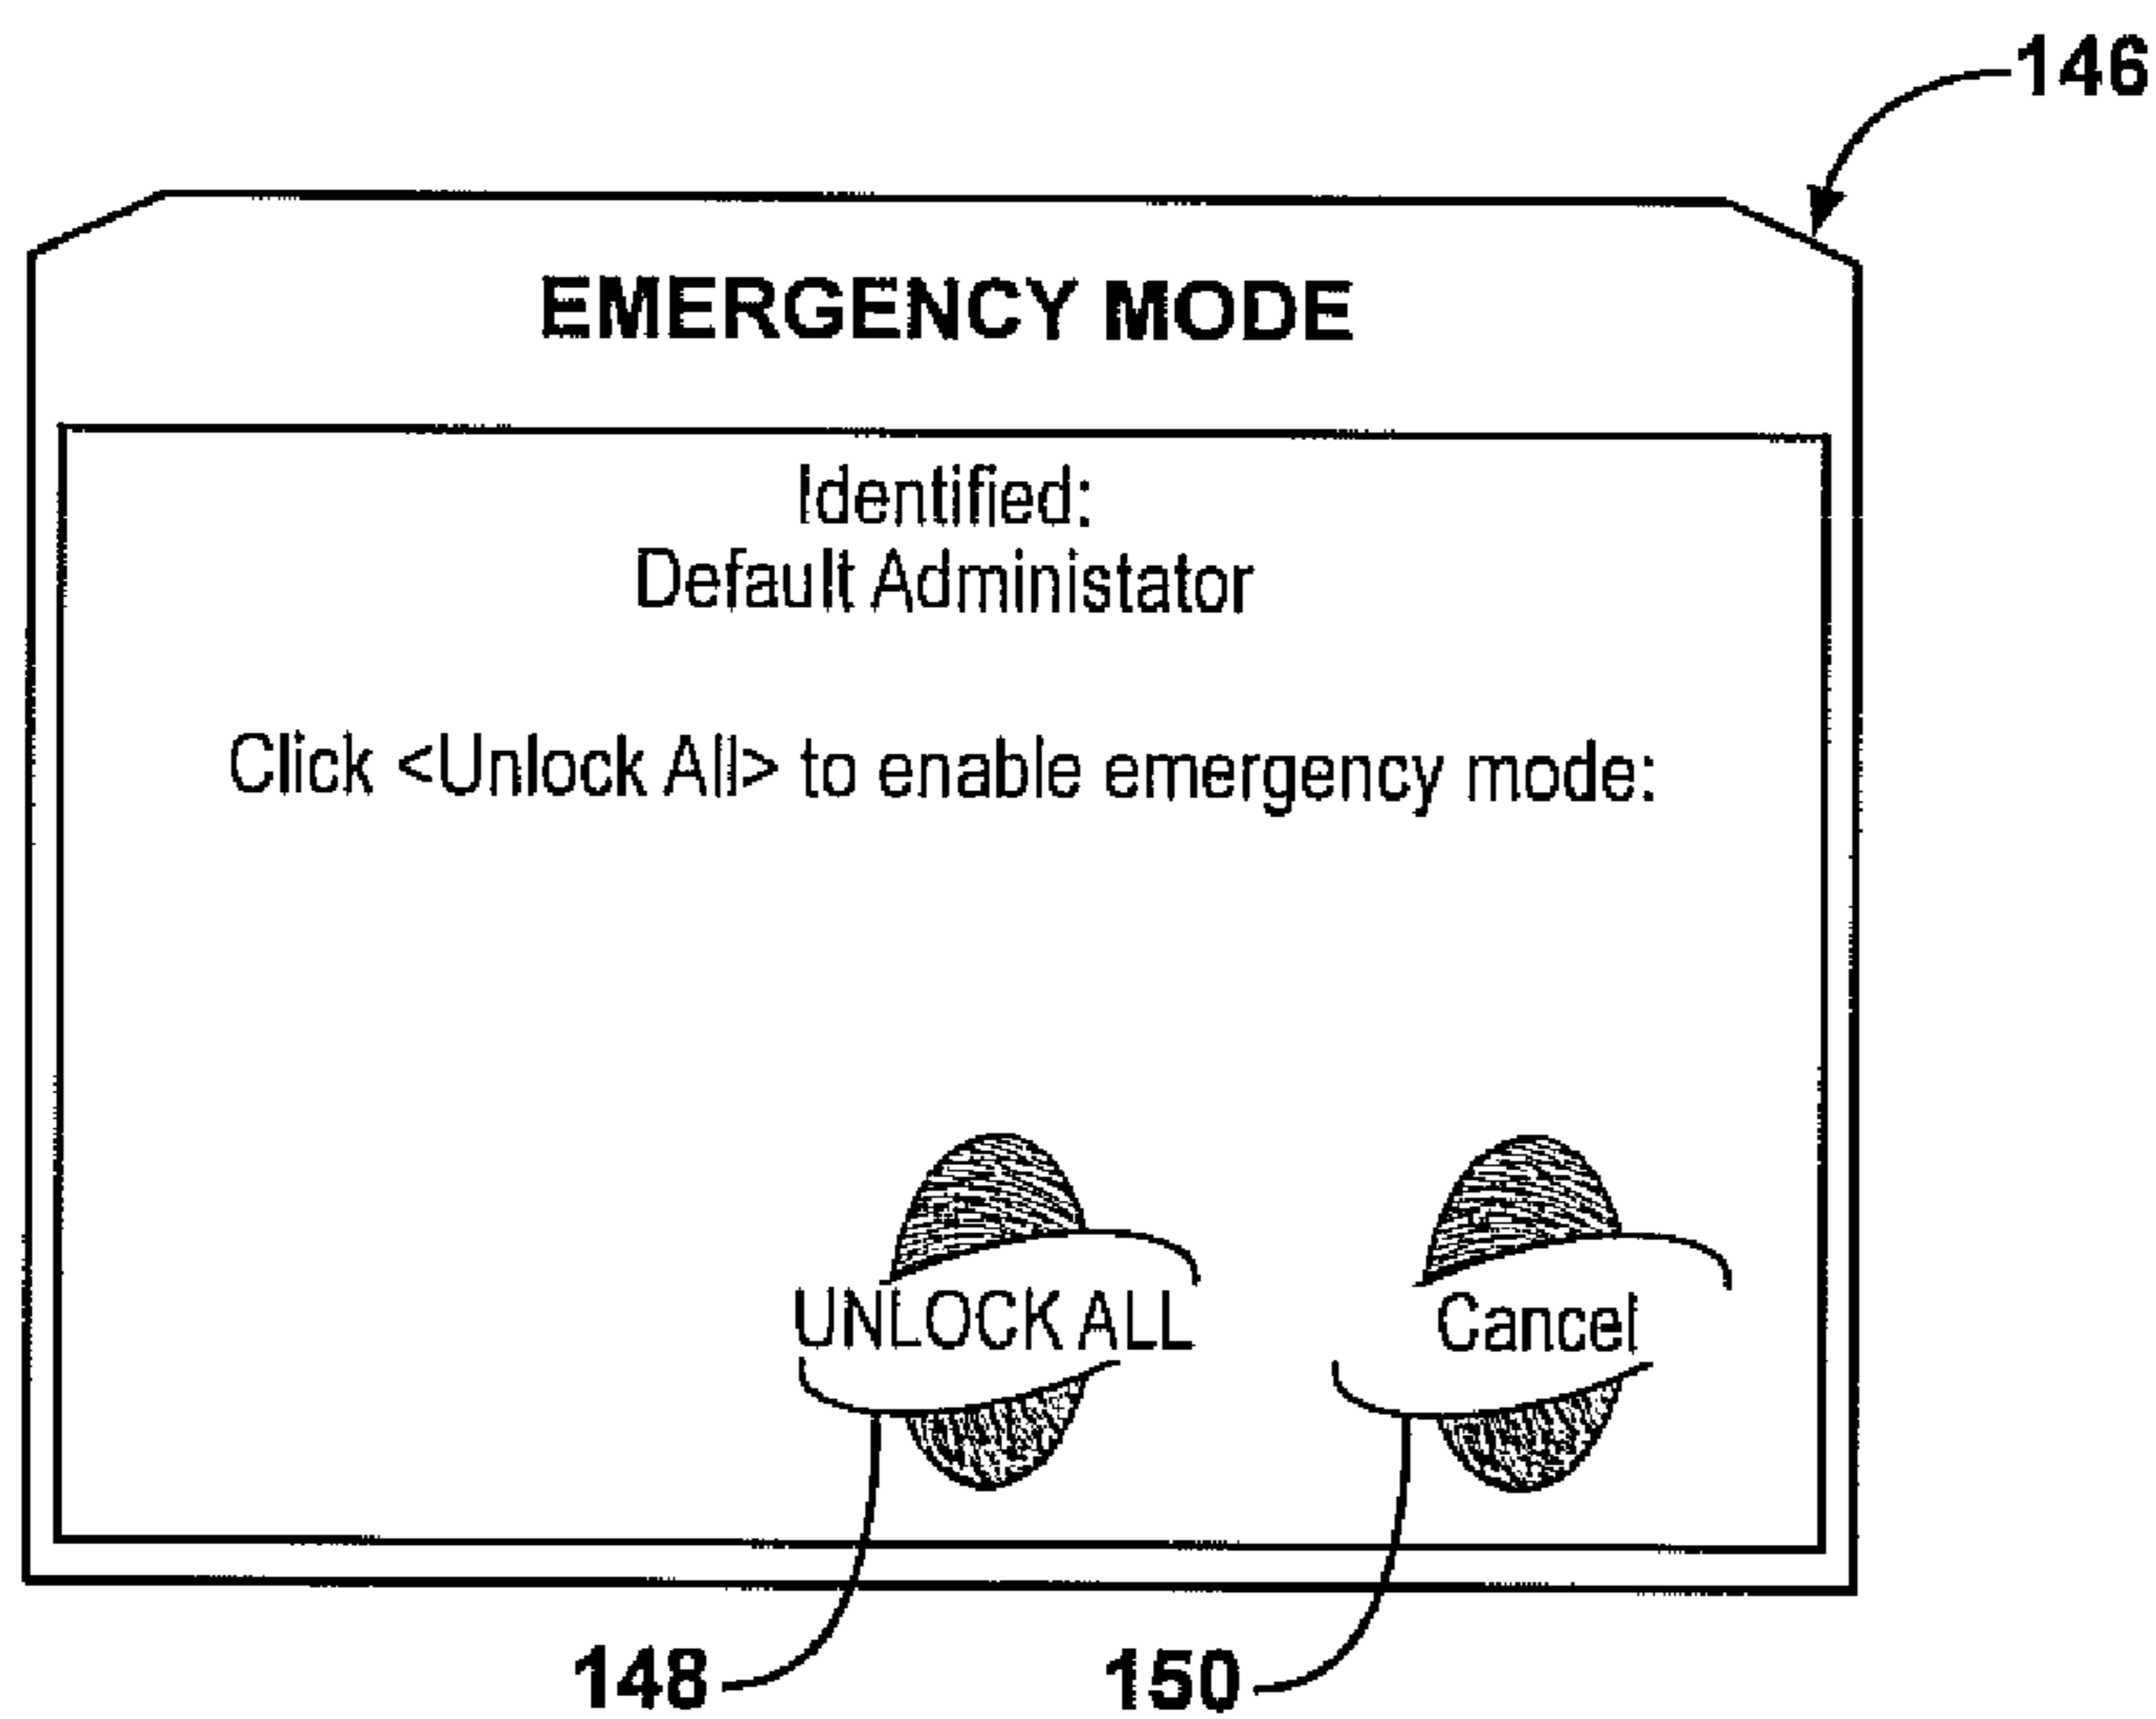 146
EMERGENCY MODE
Identified:
Default Administator
Click <Unlock All> to enable emergency mode:
UNLOCK ALL Cancel
148 150